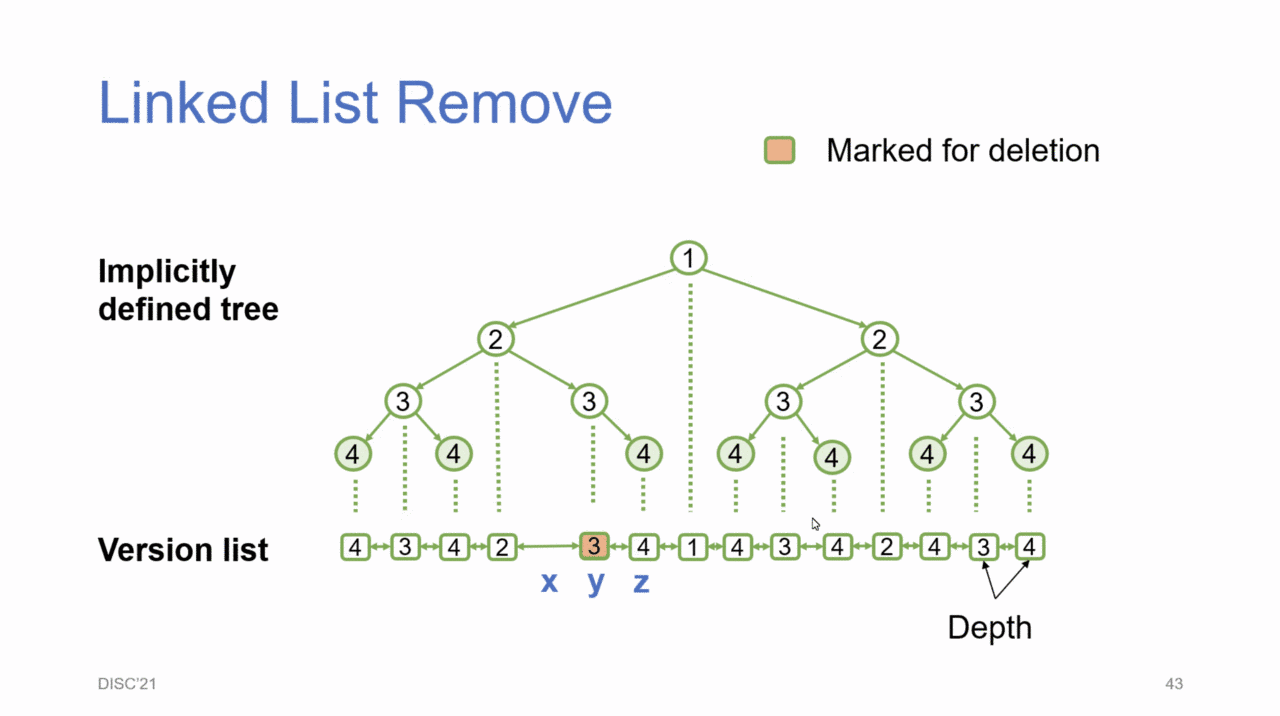 Linked List Remove
Marked for deletion
Implicitly
defined tree
1
2 2
3 3 3 3
4 4 4 4 4 4 4
Version list
4 3 4 2 3 4 1 4 3 4 2 4 3 4
x y z
Depth
DISC'21
43